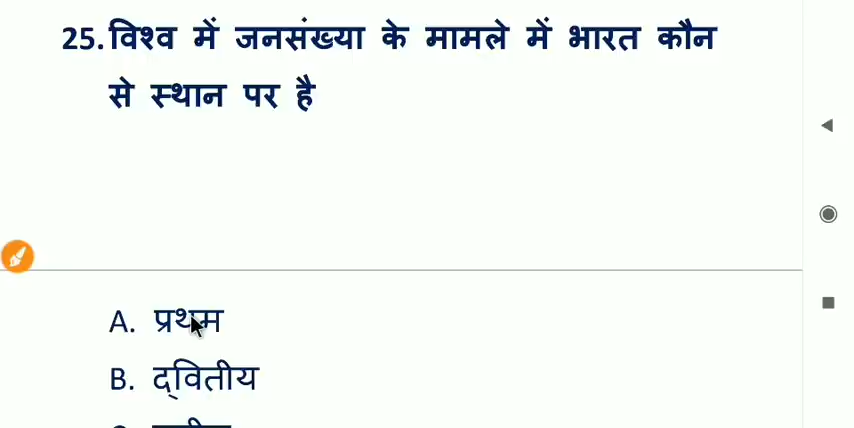 25. विश्व में जनसंख्या के मामले में भारत कौन
से स्थान पर है
A. प्रथम
B. द्वितीय